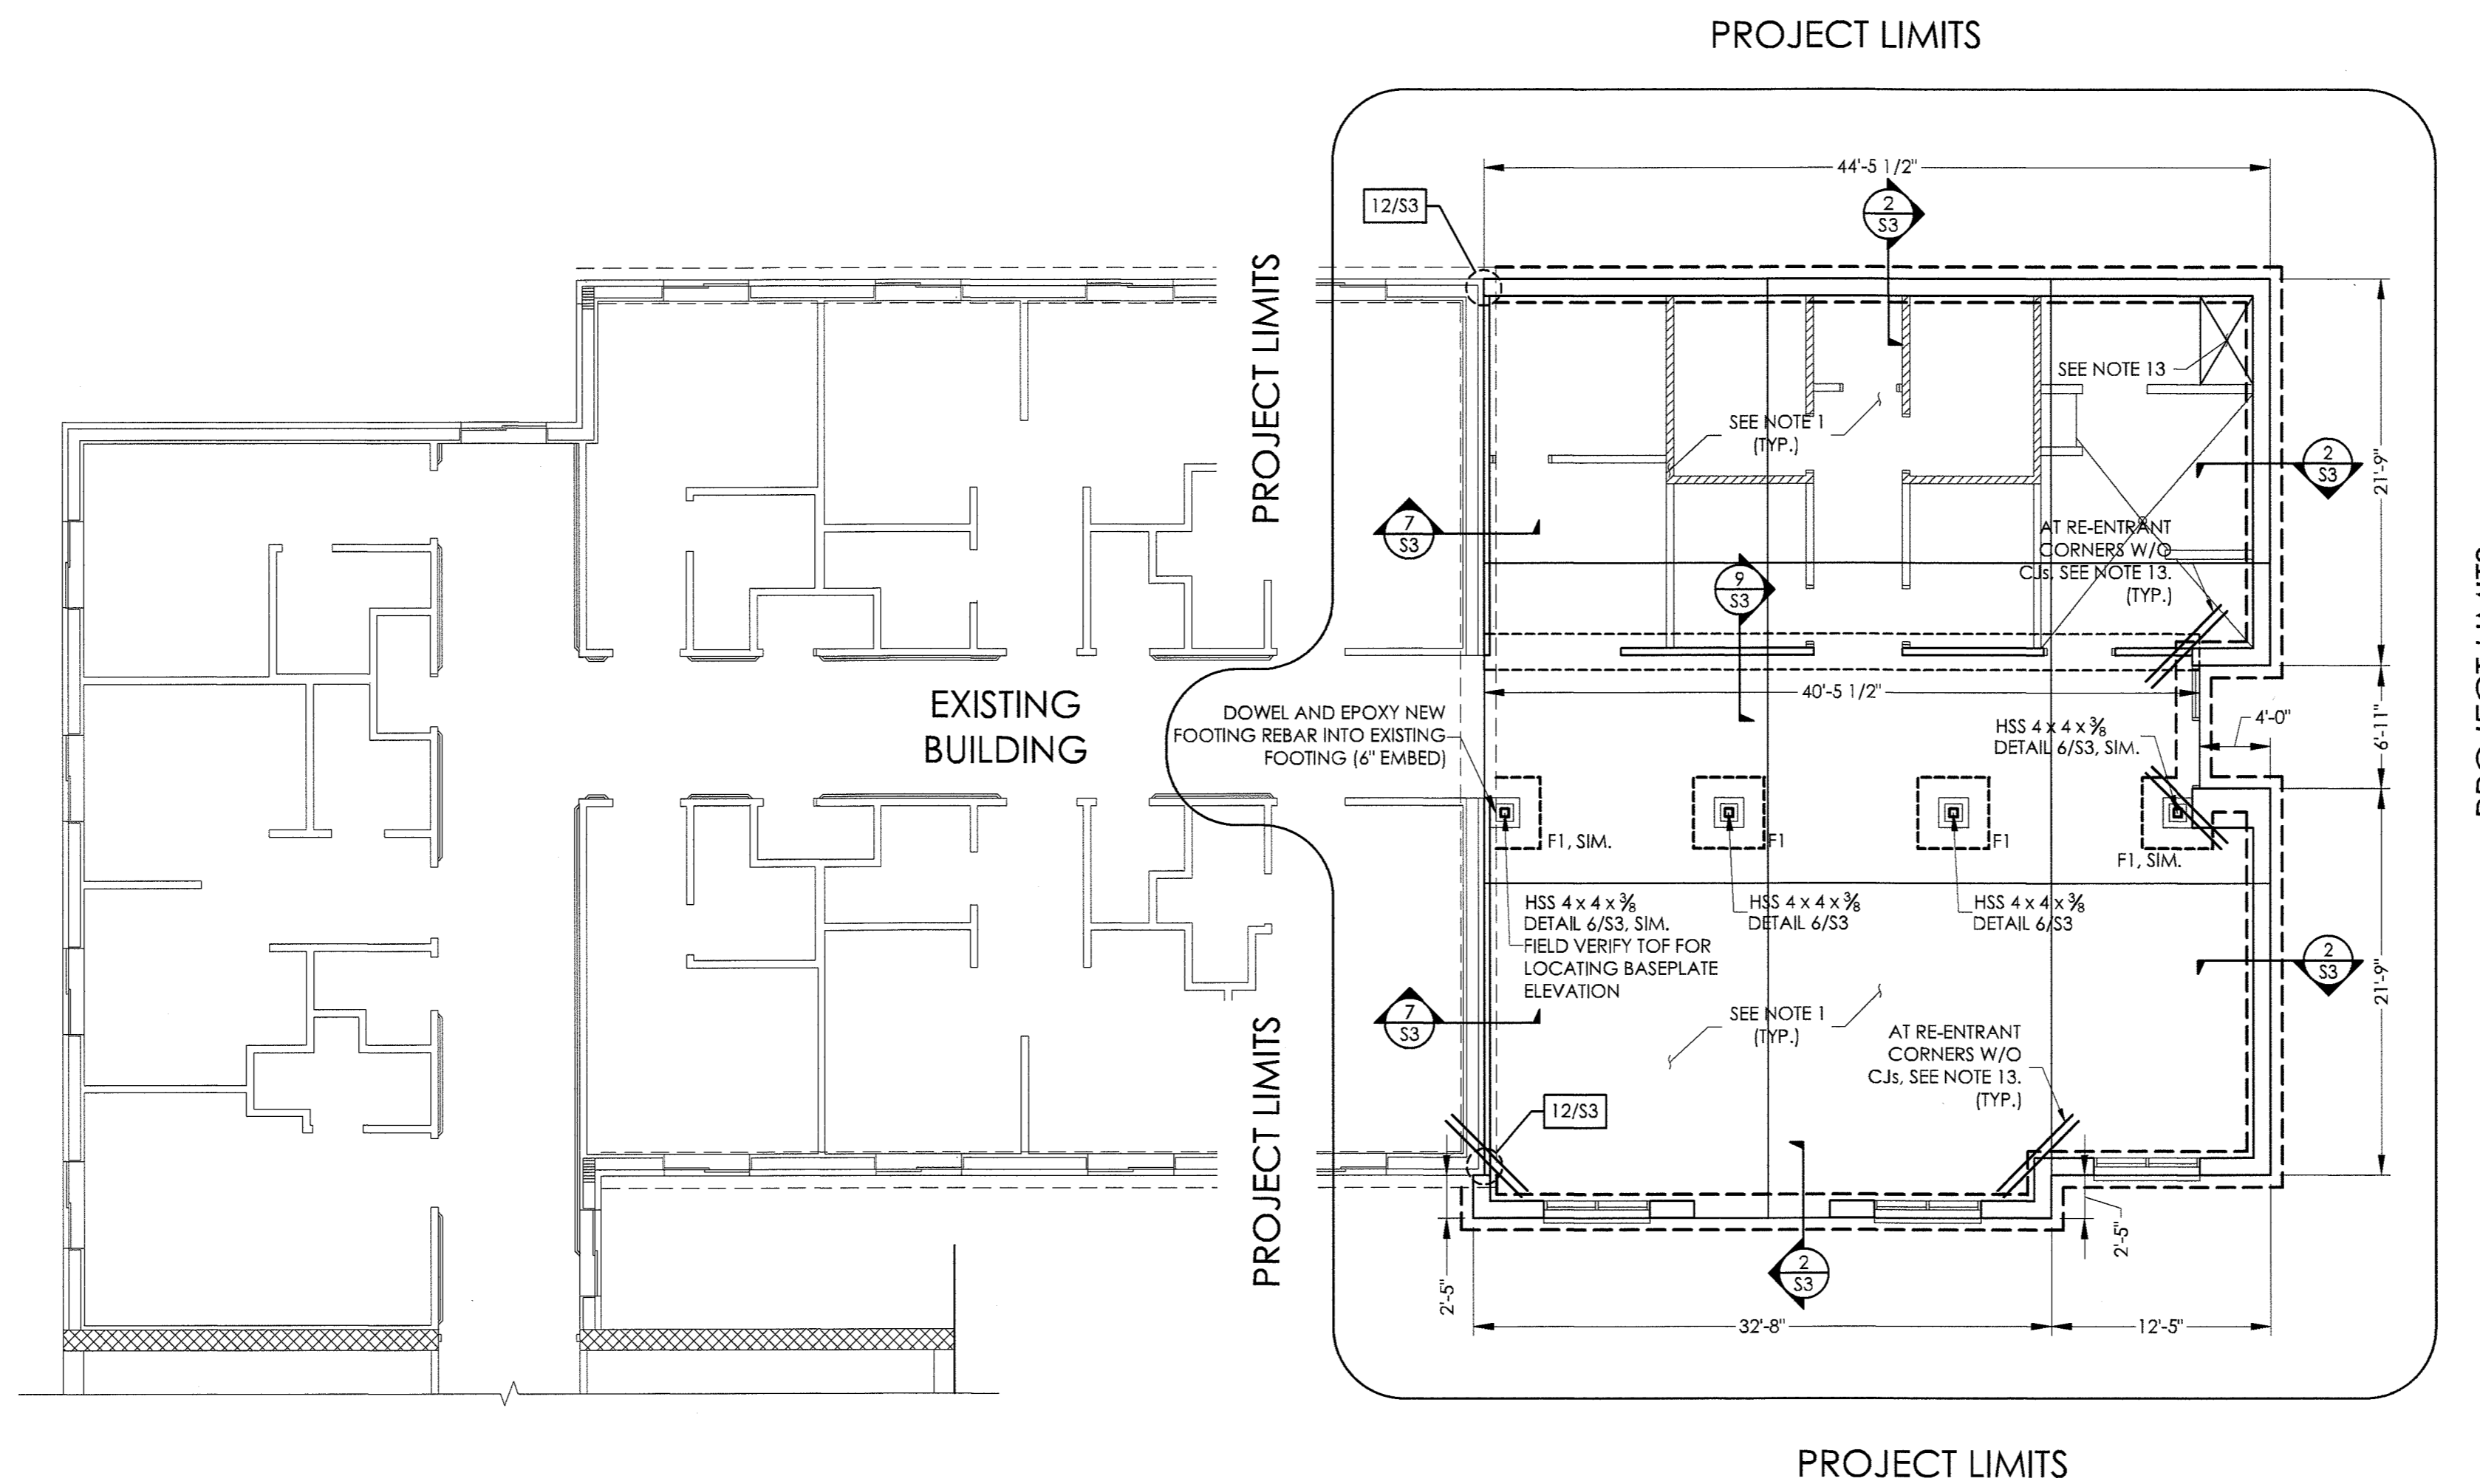 PROJECT LIMITS
44'-5 1/2"
12/S3
2
S3
PROJECT LIMITS
SEE NOTE 13
SEE NOTE 1
(TYP.)
2
S3
21'-9"
7
S3
AT RE-ENTRANT
CORNERS W/O
CJs, SEE NOTE 13.
(TYP.)
9
S3
EXISTING
BUILDING
40'-5 1/2"
DOWEL AND EPOXY NEW
FOOTING REBAR INTO EXISTING
FOOTING (6" EMBED)
HSS 4 x 4 x 3/8
DETAIL 6/S3, SIM.
4'-0"
6'-11"
F1, SIM.
F1
F1
F1, SIM.
HSS 4 x 4 x 3/8
DETAIL 6/S3, SIM.
FIELD VERIFY TOF FOR
LOCATING BASEPLATE
ELEVATION
HSS 4 x 4 x 3/8
DETAIL 6/S3
HSS 4 x 4 x 3/8
DETAIL 6/S3
2
S3
21'-9"
7
S3
SEE NOTE 1
(TYP.)
AT RE-ENTRANT
CORNERS W/O
CJs, SEE NOTE 13.
(TYP.)
PROJECT LIMITS
12/S3
2'-5"
2
S3
2'-5"
32'-8"
12'-5"
PROJECT LIMITS